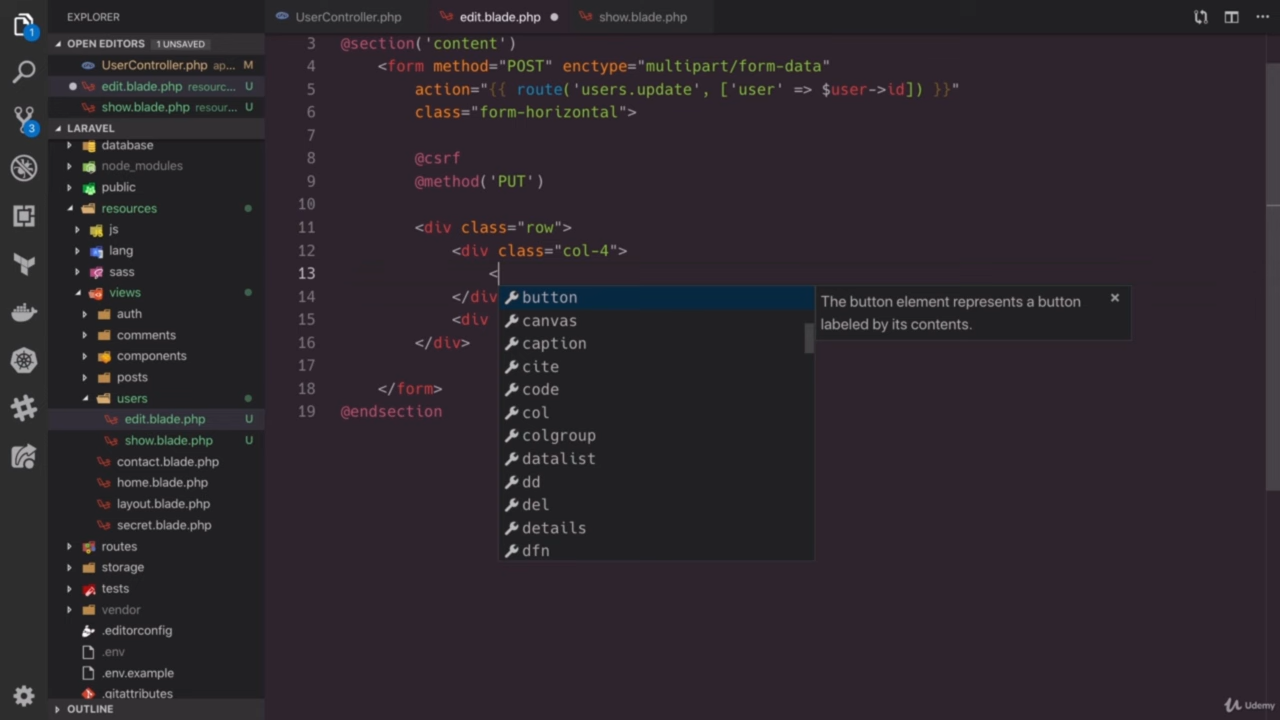 EXPLORER
UserController.php
edit.blade.php
show.blade.php
OPEN EDITORS 1 UNSAVED
UserController.php ap... M
edit.blade.php resourc... U
show.blade.php resour... U
LARAVEL
database
node_modules
public
resources
js
lang
sass
views
auth
comments
components
posts
users
edit.blade.php U
show.blade.php U
contact.blade.php
home.blade.php
layout.blade.php
secret.blade.php
routes
storage
tests
vendor
.editorconfig
.env
.env.example
.gitattributes
OUTLINE
1
3
3 @section('content')
4 <form method="POST" enctype="multipart/form-data"
5 action="{{ route('users.update', ['user' => $user->id]) }}"
6 class="form-horizontal">
7
8 @csrf
9 @method('PUT')
10
11 <div class="row">
12 <div class="col-4">
13 <
14 </div
15 <div
16 </div>
17
18 </form>
19 @endsection
button
canvas
caption
cite
code
col
colgroup
datalist
dd
del
details
dfn
The button element represents a button
labeled by its contents.
Udemy